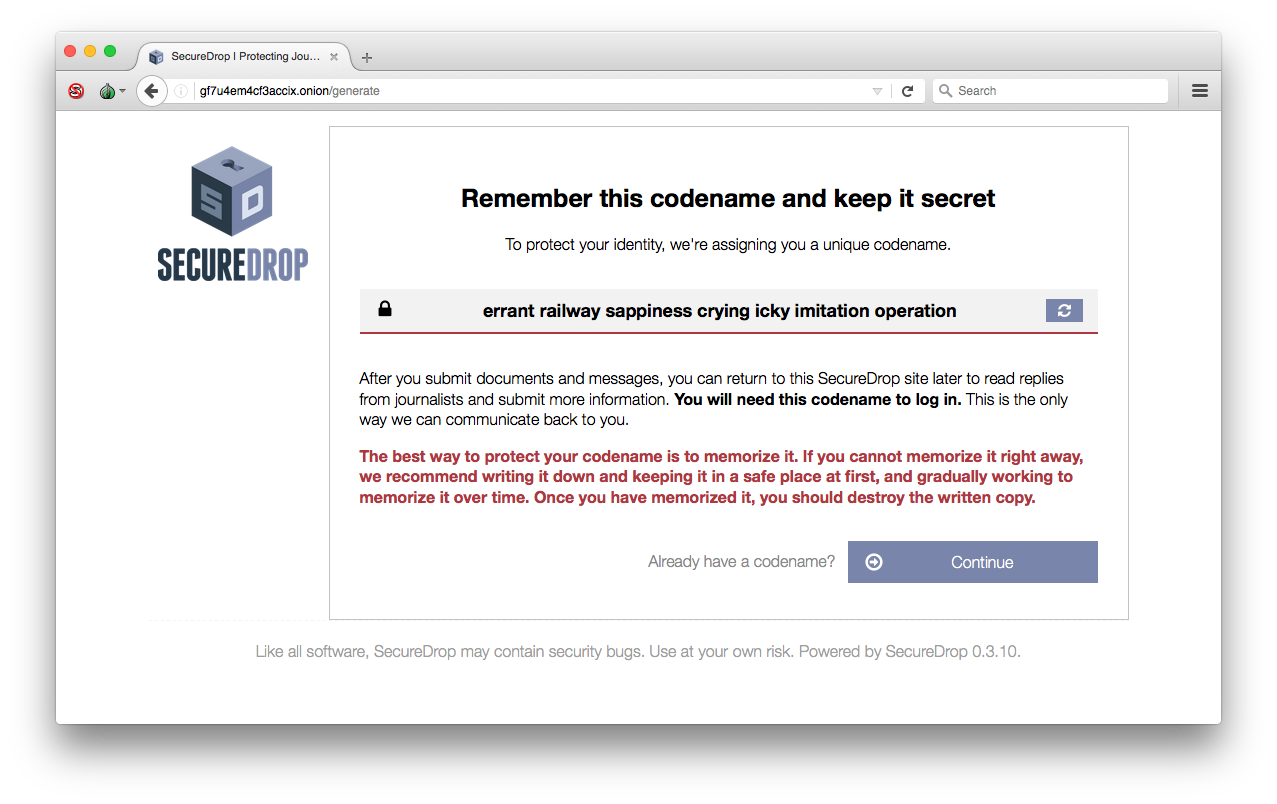 SecureDrop | Protecting Jou...
gf7u4em4cf3accix.onion/generate
Search
SD
SECUREDROP
Remember this codename and keep it secret
To protect your identity, we're assigning you a unique codename.
errant railway sappiness crying icky imitation operation
After you submit documents and messages, you can return to this SecureDrop site later to read replies
from journalists and submit more information. You will need this codename to log in. This is the only
way we can communicate back to you.
The best way to protect your codename is to memorize it. If you cannot memorize it right away,
we recommend writing it down and keeping it in a safe place at first, and gradually working to
memorize it over time. Once you have memorized it, you should destroy the written copy.
Already have a codename?
Continue
Like all software, SecureDrop may contain security bugs. Use at your own risk. Powered by SecureDrop 0.3.10.